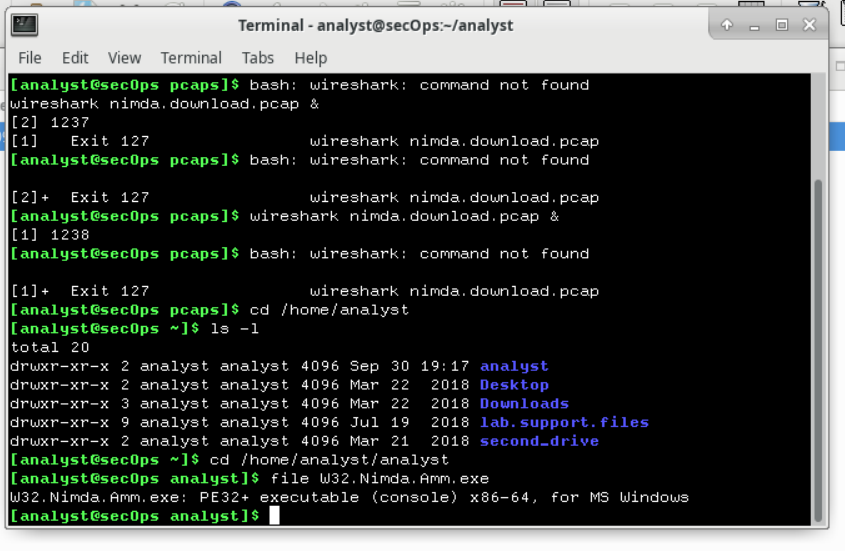 Terminal - analyst@secOps:~/analyst
File Edit View Terminal Tabs Help
[analyst@secOps pcaps]$ bash: wireshark: command not found
wireshark nimda.download.pcap &
[2] 1237
[1]   Exit 127                wireshark nimda.download.pcap
[analyst@secOps pcaps]$ bash: wireshark: command not found
[2]+  Exit 127                wireshark nimda.download.pcap
[analyst@secOps pcaps]$ wireshark nimda.download.pcap &
[1] 1238
[analyst@secOps pcaps]$ bash: wireshark: command not found
[1]+  Exit 127                wireshark nimda.download.pcap
[analyst@secOps pcaps]$ cd /home/analyst
[analyst@secOps ~]$ ls -l
total 20
drwxr-xr-x 2 analyst analyst 4096 Sep 30 19:17 analyst
drwxr-xr-x 2 analyst analyst 4096 Mar 22  2018 Desktop
drwxr-xr-x 3 analyst analyst 4096 Mar 22  2018 Downloads
drwxr-xr-x 9 analyst analyst 4096 Jul 19  2018 lab.support.files
drwxr-xr-x 2 analyst analyst 4096 Mar 21  2018 second_drive
[analyst@secOps ~]$ cd /home/analyst/analyst
[analyst@secOps analyst]$ file W32.Nimda.Amm.exe
W32.Nimda.Amm.exe: PE32+ executable (console) x86-64, for MS Windows
[analyst@secOps analyst]$